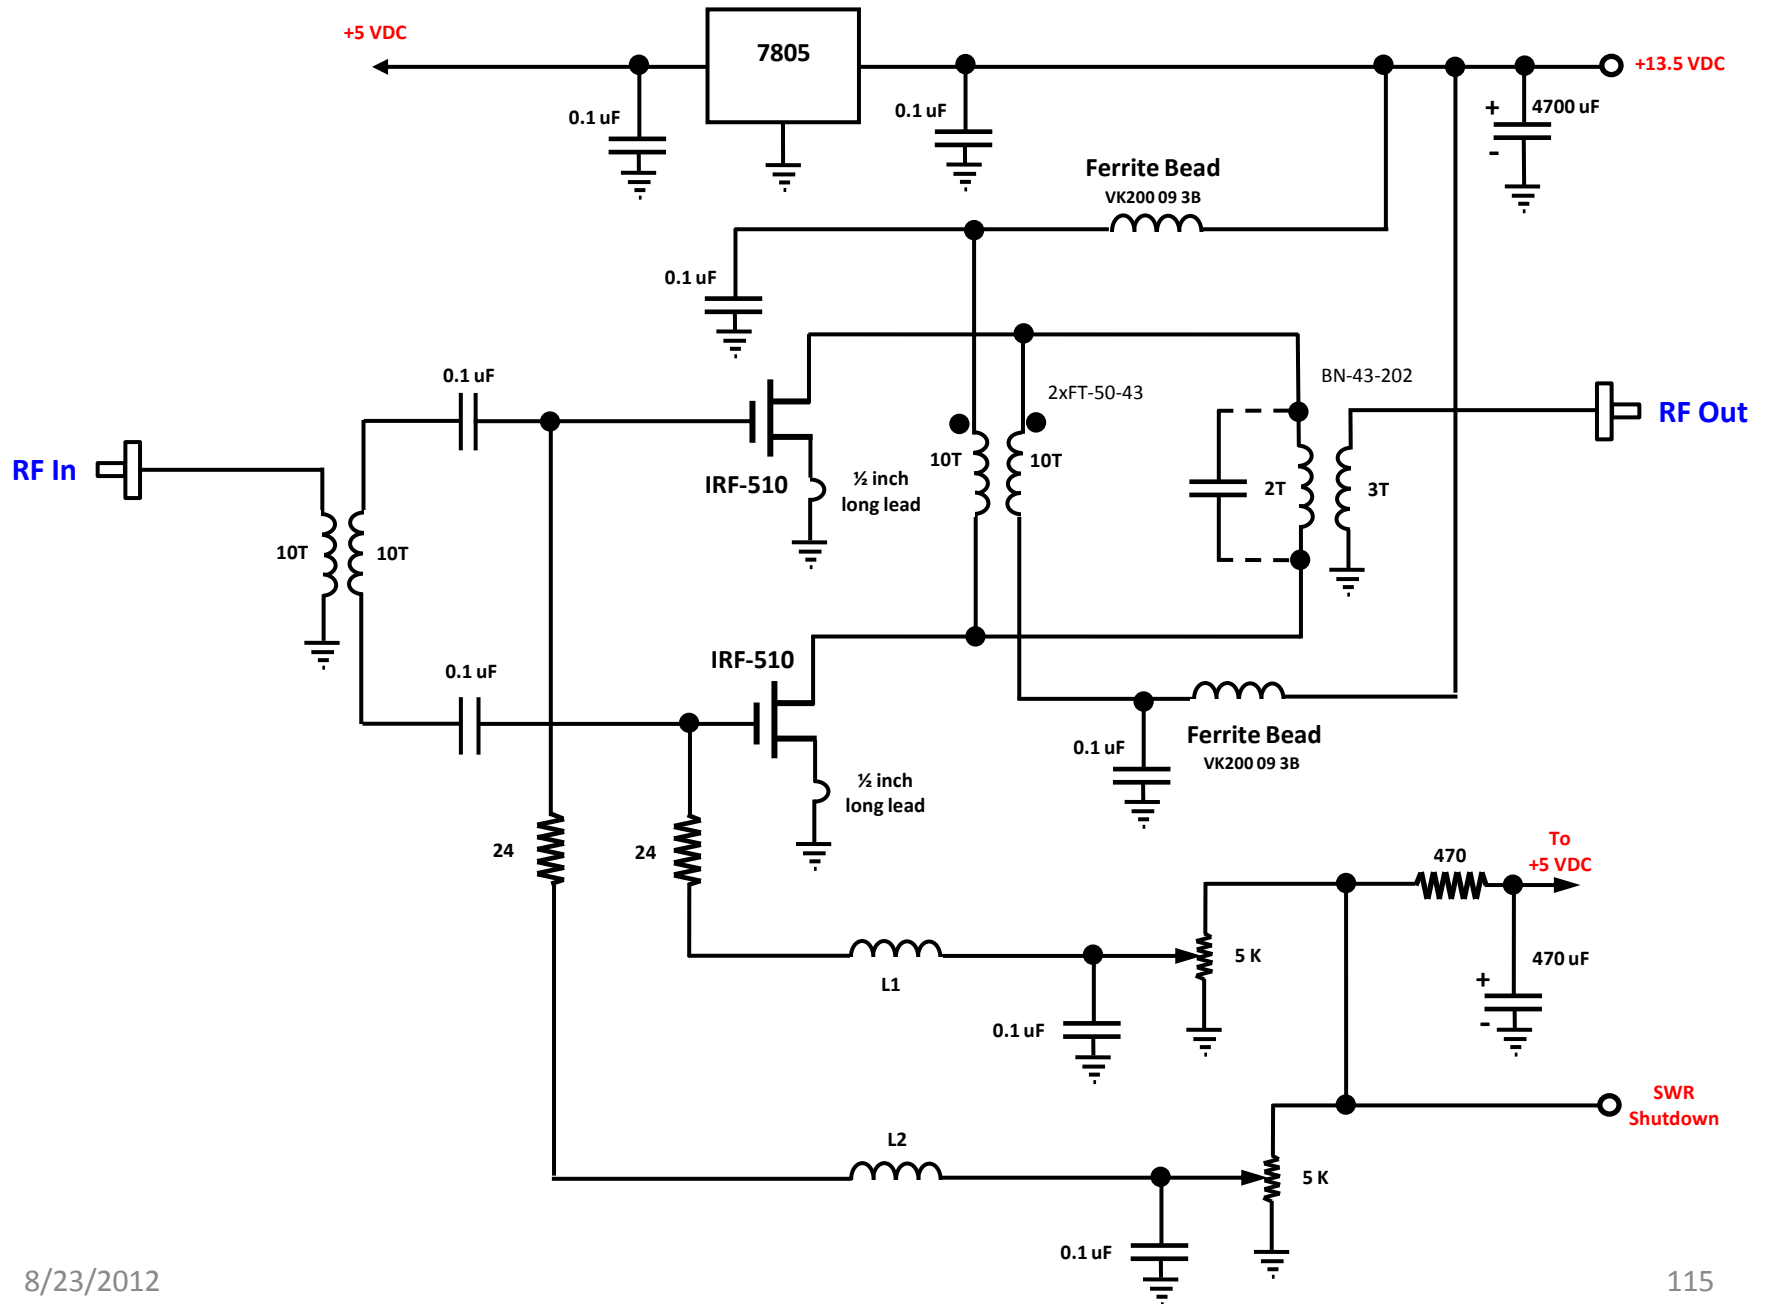 +5 VDC
7805
+13.5 VDC
0.1 uF
0.1 uF
+ 4700 uF
-
Ferrite Bead
VK200 09 3B
0.1 uF
0.1 uF
2xFT-50-43
BN-43-202
RF Out
RF In
IRF-510
½ inch
long lead
10T
10T
2T
3T
10T
10T
IRF-510
0.1 uF
Ferrite Bead
VK200 09 3B
0.1 uF
½ inch
long lead
24
24
To
+5 VDC
470
5 K
470 uF
+
-
L1
0.1 uF
SWR
Shutdown
L2
5 K
0.1 uF
8/23/2012
115